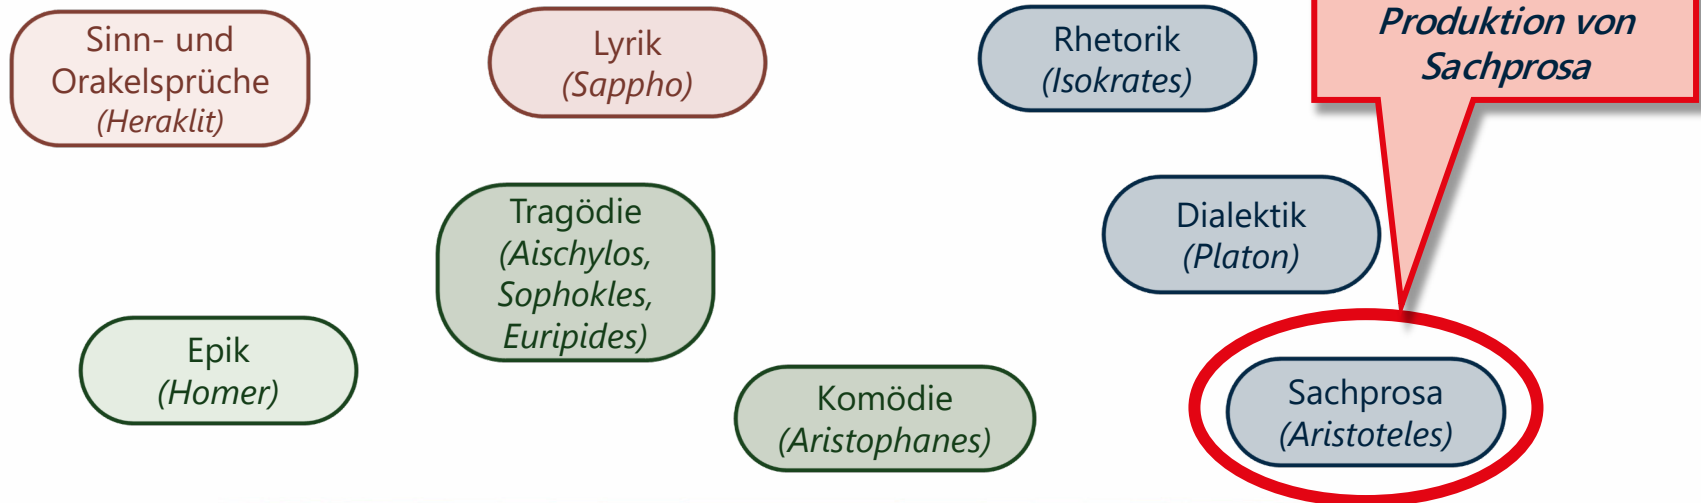 Sinn- und
Orakelsprüche
(Heraklit)
Lyrik
(Sappho)
Rhetorik
(Isokrates)
Produktion von
Sachprosa
Tragödie
(Aischylos,
Sophokles,
Euripides)
Dialektik
(Platon)
Epik
(Homer)
Komödie
(Aristophanes)
Sachprosa
(Aristoteles)